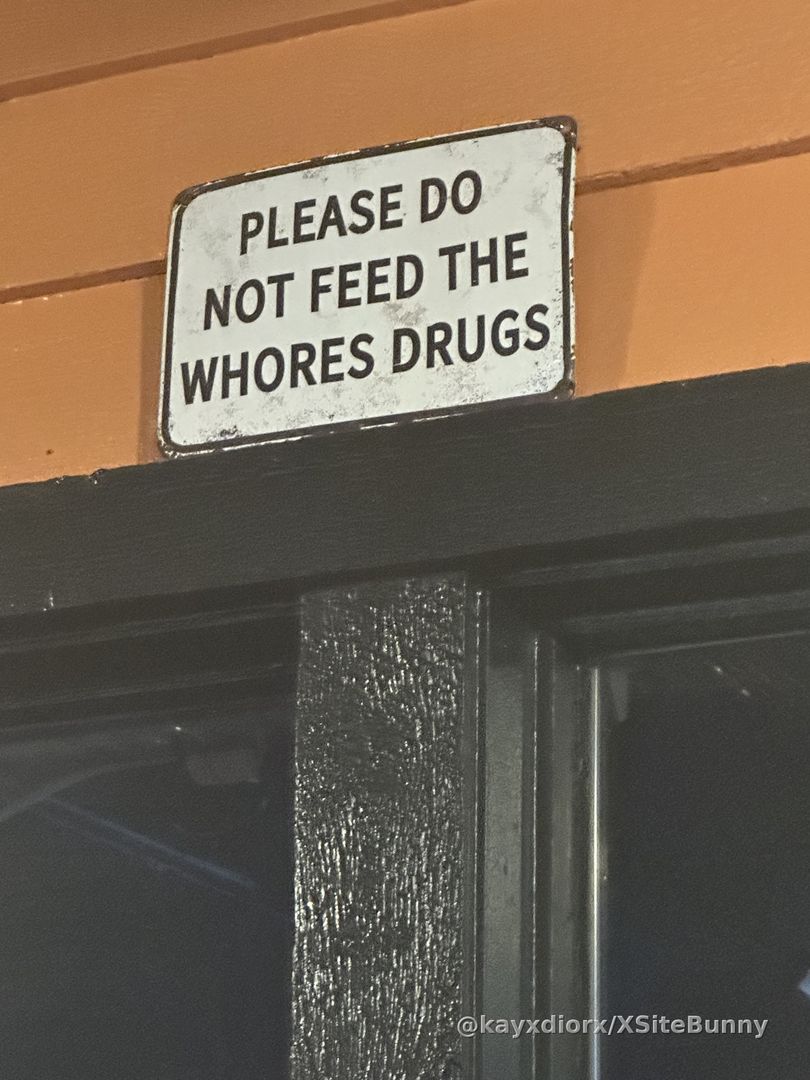 PLEASE DO
NOT FEED THE
WHORES DRUGS
@kayxdiorx/XSiteBunny